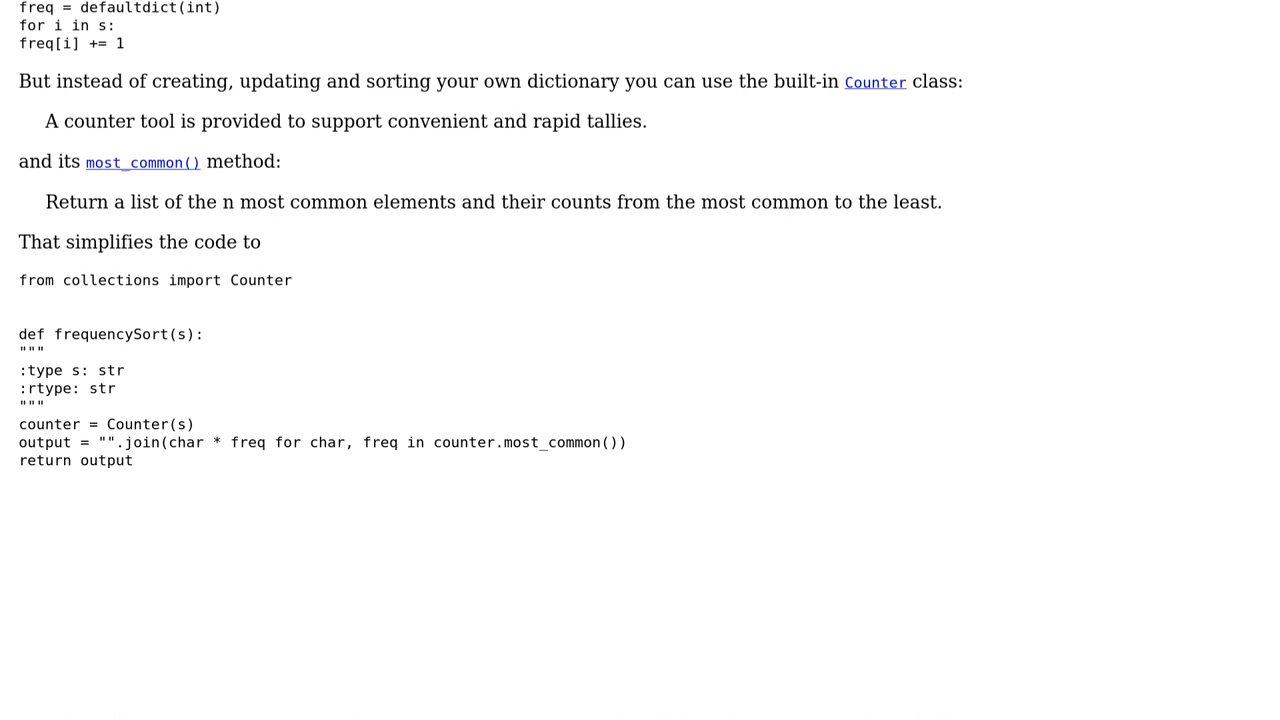 freq = defaultdict(int)
for i in s:
freq[i] += 1
But instead of creating, updating and sorting your own dictionary you can use the built-in Counter class:
A counter tool is provided to support convenient and rapid tallies.
and its most_common() method:
Return a list of the n most common elements and their counts from the most common to the least.
That simplifies the code to
from collections import Counter
def frequencySort(s):
"""
:type s: str
:rtype: str
"""
counter = Counter(s)
output = "".join(char * freq for char, freq in counter.most_common())
return output